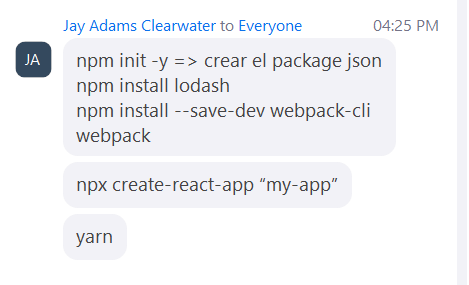 Jay Adams Clearwater to Everyone 04:25 PM
JA
npm init -y => crear el package json
npm install lodash
npm install --save-dev webpack-cli
webpack
npx create-react-app “my-app”
yarn